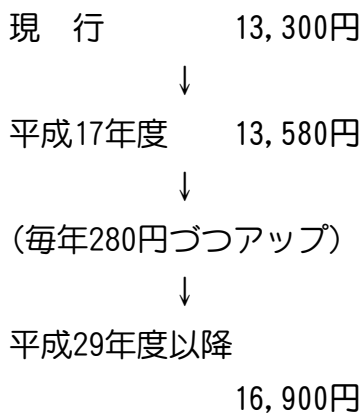 現　行　13,300円
↓
平成17年度　13,580円
↓
(毎年280円づつアップ)
↓
平成29年度以降
16,900円